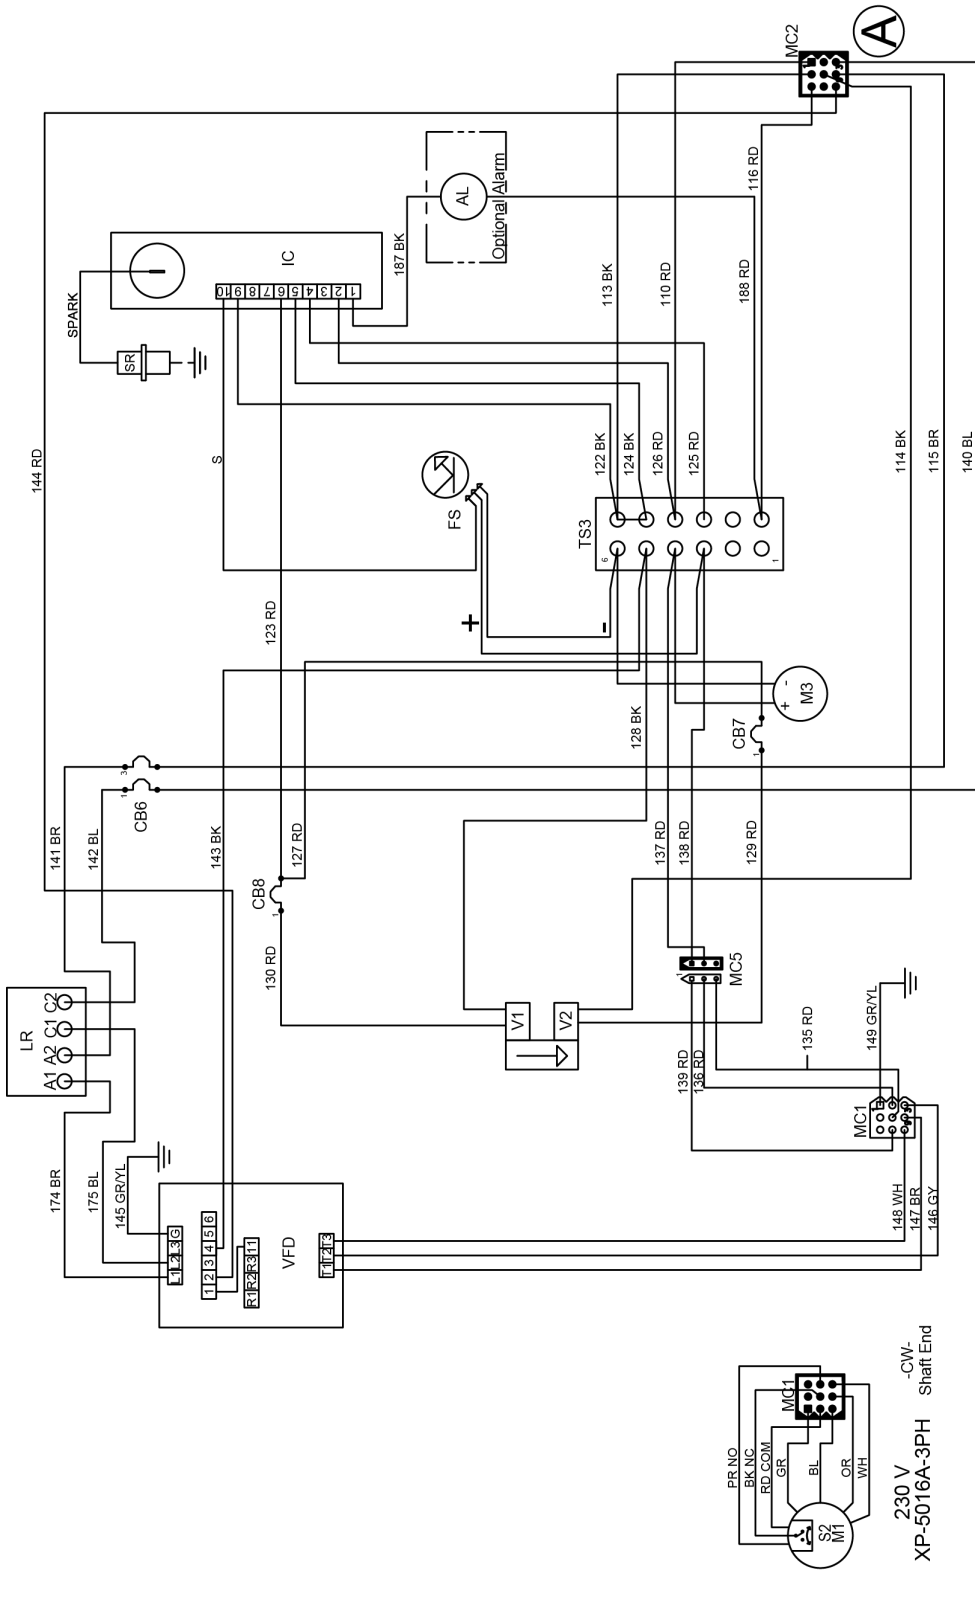 A
MC2
1
3
144 RD
SPARK
SR
IC
10 9 8 7 6 5 4 3 2 1
AL
Optional Alarm
187 BK
113 BK
110 RD
188 RD
116 RD
S
FS
+
-
122 BK
124 BK
126 RD
125 RD
114 BK
115 BR
140 BL
TS3
6
1
123 RD
128 BK
M3
+ -
CB7
1
CB6
3
1
141 BR
142 BL
143 BK
127 RD
CB8
1
130 RD
137 RD
138 RD
129 RD
V1
V2
MC5
1
LR
A1 A2 C1 C2
174 BR
175 BL
145 GR/YL
139 RD
136 RD
135 RD
149 GR/YL
MC1
1
3
VFD
L1 L2 L3 G
1 2 3 4 5 6
R1 R2 R3 11
T1 T2 T3
148 WH
147 BR
146 GY
PR NO
BK NC
RD COM
GR
BL
OR
WH
MC1
S2
M1
230 V
XP-5016A-3PH
-CW-
Shaft End